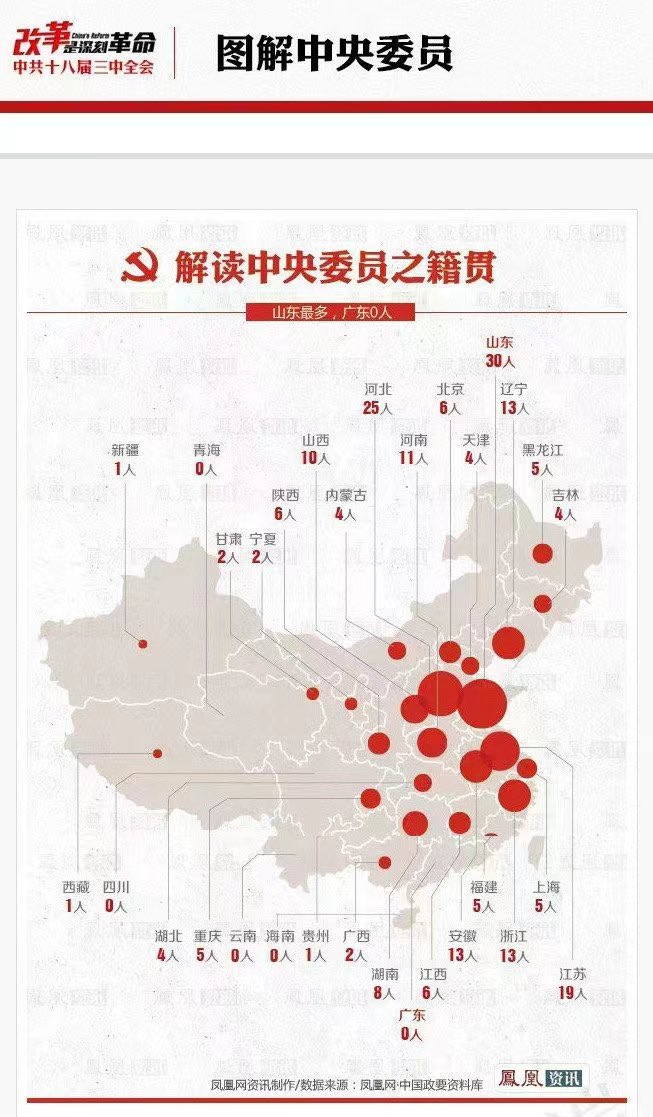 改革是深刻革命
China's Reform
中共十八届三中全会
图解中央委员
解读中央委员之籍贯
山东最多，广东0人
山东
30人
河北
25人
北京
6人
辽宁
13人
新疆
1人
青海
0人
山西
10人
河南
11人
天津
4人
黑龙江
5人
陕西
6人
内蒙古
4人
吉林
4人
甘肃
2人
宁夏
2人
西藏
1人
四川
0人
福建
5人
上海
5人
湖北
4人
重庆
5人
云南
0人
海南
0人
贵州
1人
广西
2人
安徽
13人
浙江
13人
湖南
8人
江西
6人
江苏
19人
广东
0人
凤凰网资讯制作/数据来源：凤凰网·中国政要资料库
鳳凰資訊